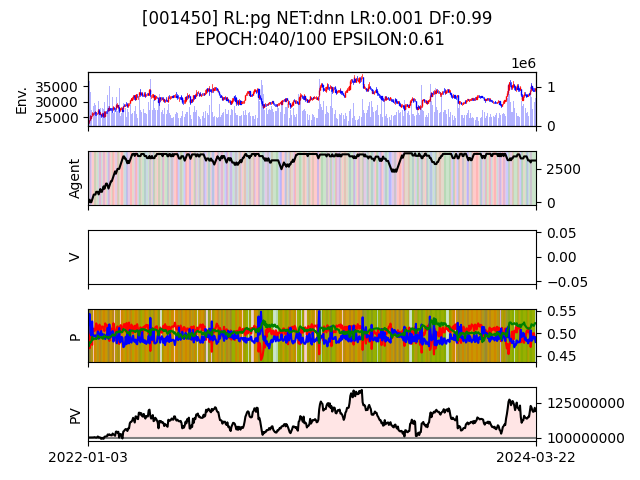 [001450] RL:pg NET:dnn LR:0.001 DF:0.99
EPOCH:040/100 EPSILON:0.61
1e6
Env.
35000
30000
25000
1
0
Agent
2500
0
V
0.05
0.00
−0.05
P
0.55
0.50
0.45
PV
125000000
100000000
2022-01-03
2024-03-22